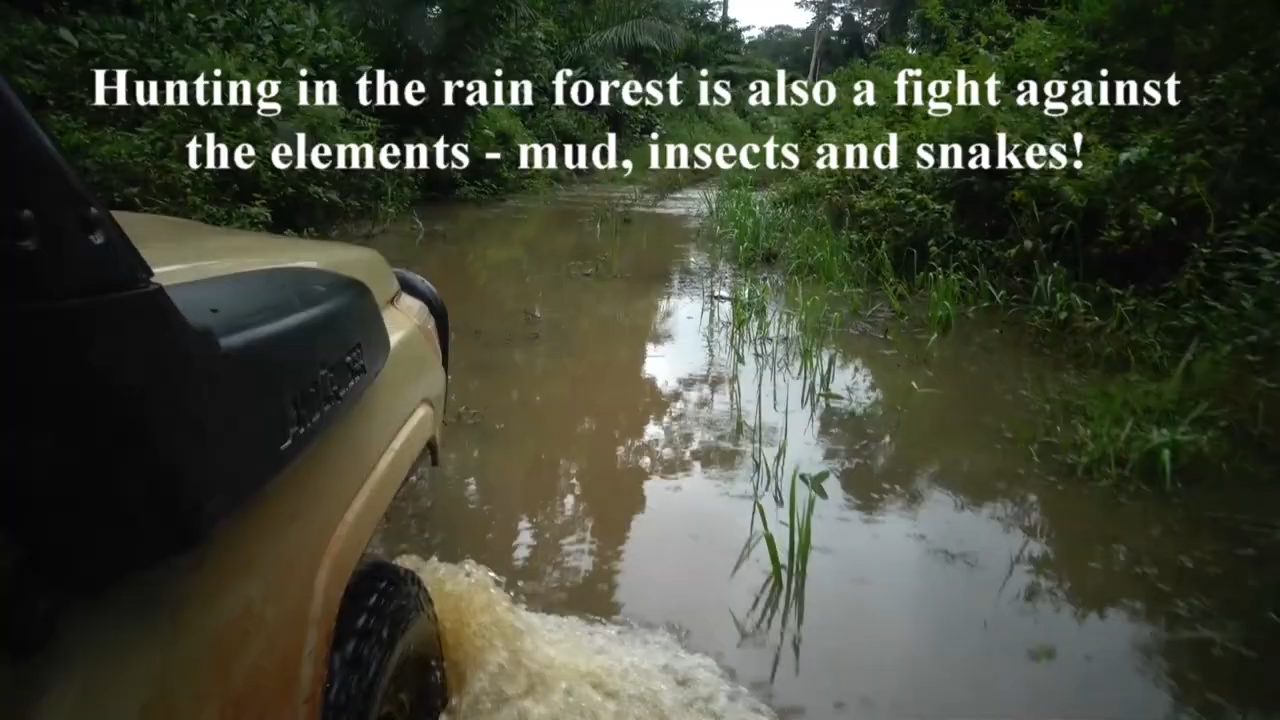 Hunting in the rain forest is also a fight against
the elements - mud, insects and snakes!